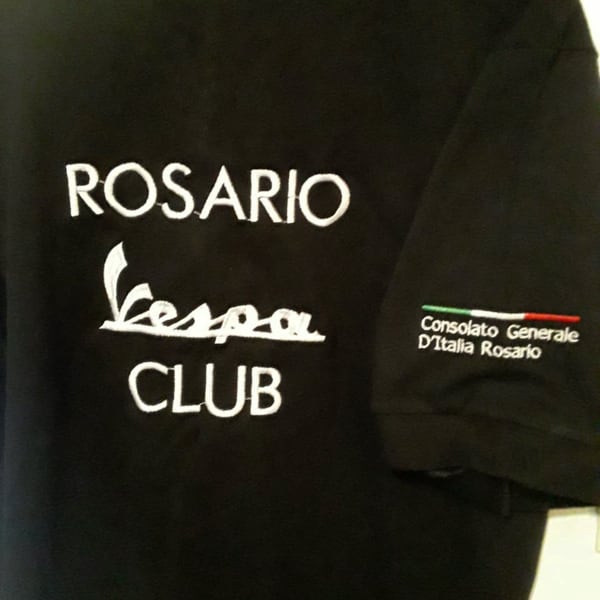 ROSARIO
Vespa
CLUB
Consolato Generale
D'Italia Rosario